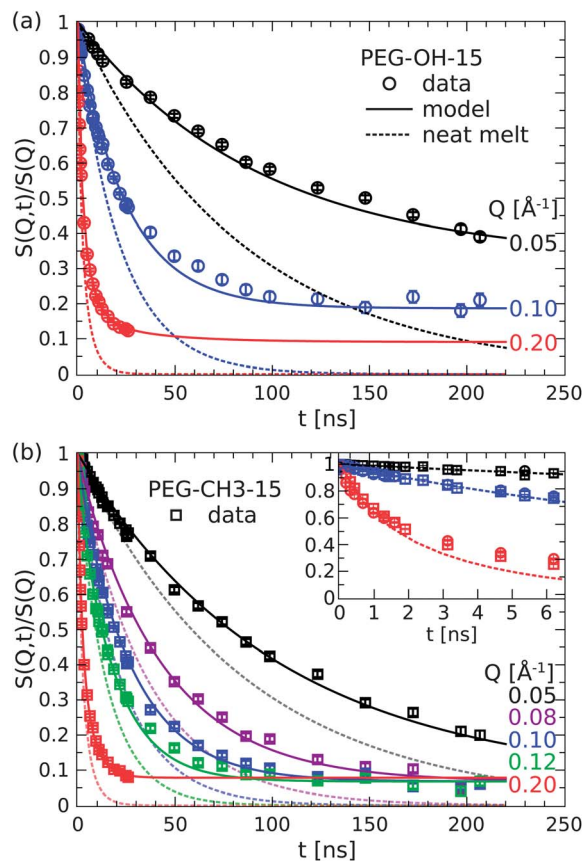 (a)
PEG-OH-15
data
model
neat melt
Q [Å⁻¹]
0.05
0.10
0.20
S(Q,t)/S(Q)
1
0.9
0.8
0.7
0.6
0.5
0.4
0.3
0.2
0.1
0
0 50 100 150 200 250
t [ns]
(b)
PEG-CH3-15
data
1
0.8
0.6
0.4
0.2
0
0 1 2 3 4 5 6
t [ns]
Q [Å⁻¹]
0.05
0.08
0.10
0.12
0.20
S(Q,t)/S(Q)
1
0.9
0.8
0.7
0.6
0.5
0.4
0.3
0.2
0.1
0
0 50 100 150 200 250
t [ns]